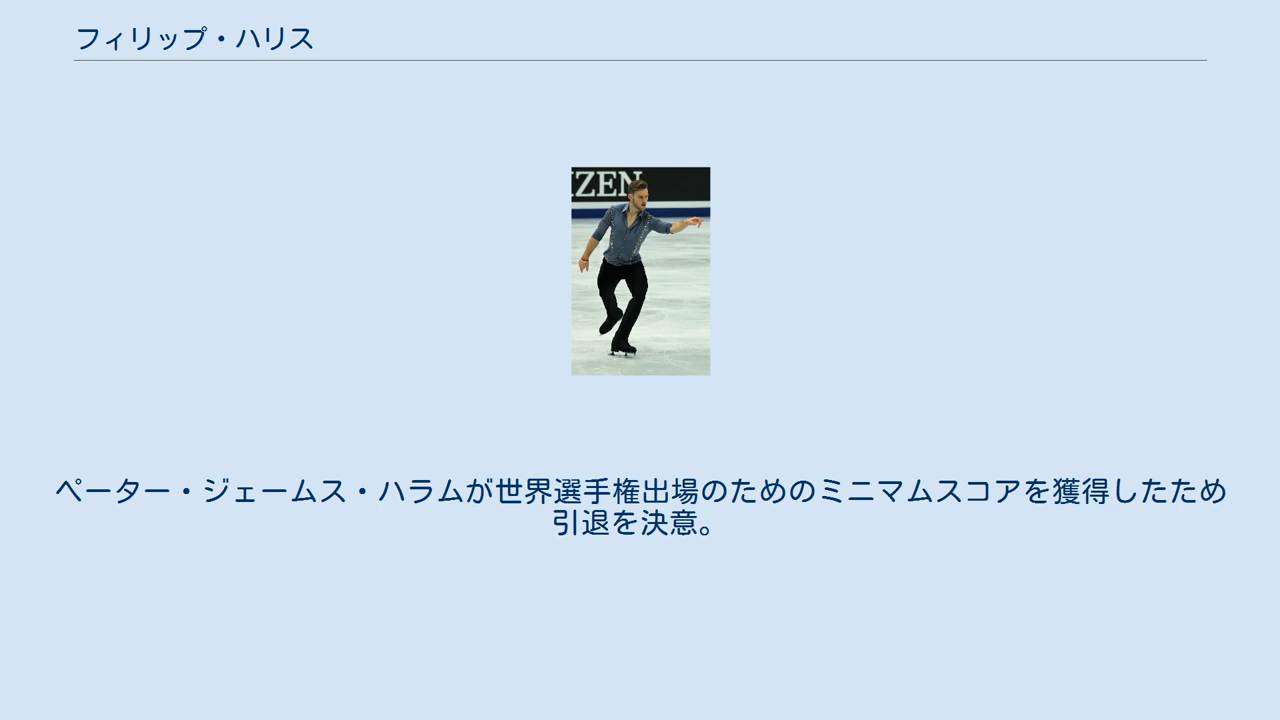 フィリップ・ハリス
IZEN
ペーター・ジェームス・ハラムが世界選手権出場のためのミニマムスコアを獲得したため
引退を決意。